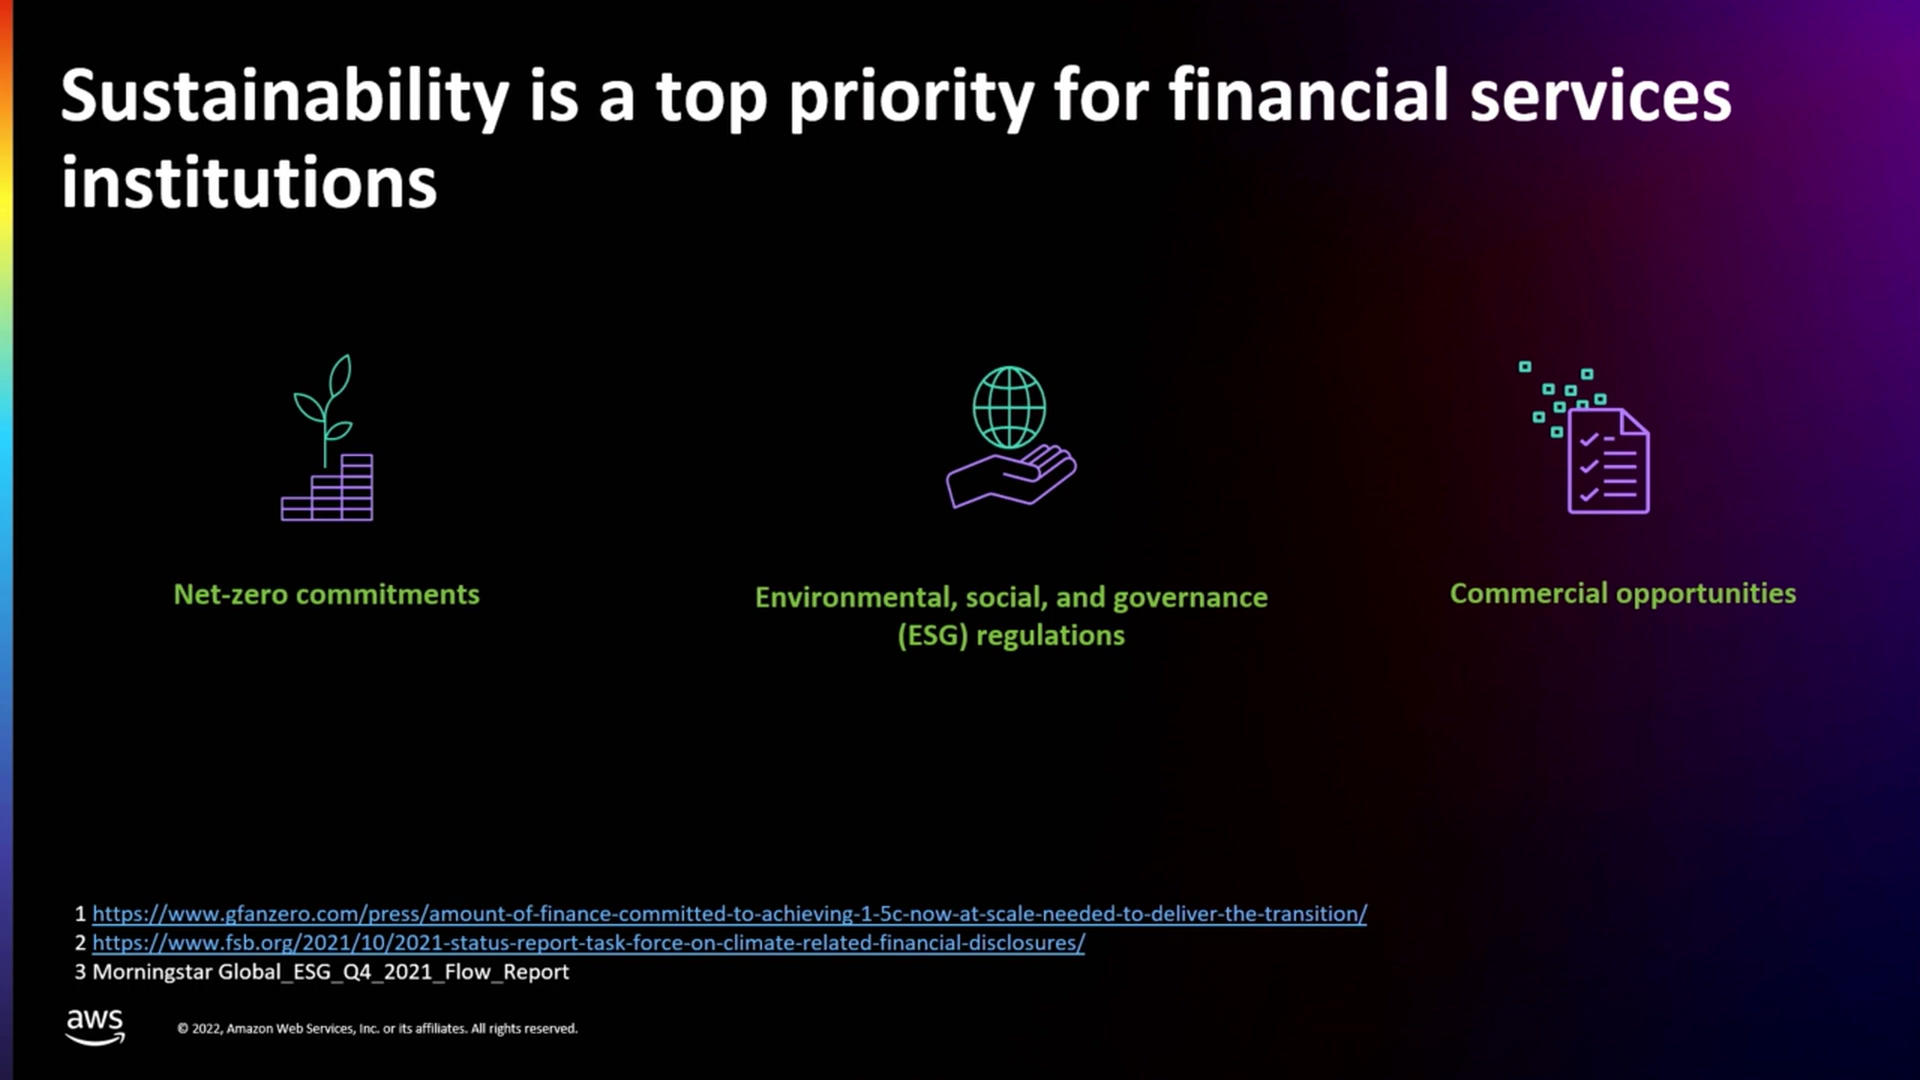 Sustainability is a top priority for financial services
institutions
Net-zero commitments
Environmental, social, and governance
(ESG) regulations
Commercial opportunities
1 https://www.gfanzero.com/press/amount-of-finance-committed-to-achieving-1-5c-now-at-scale-needed-to-deliver-the-transition/
2 https://www.fsb.org/2021/10/2021-status-report-task-force-on-climate-related-financial-disclosures/
3 Morningstar Global_ESG_Q4_2021_Flow_Report
aws
© 2022, Amazon Web Services, Inc. or its affiliates. All rights reserved.